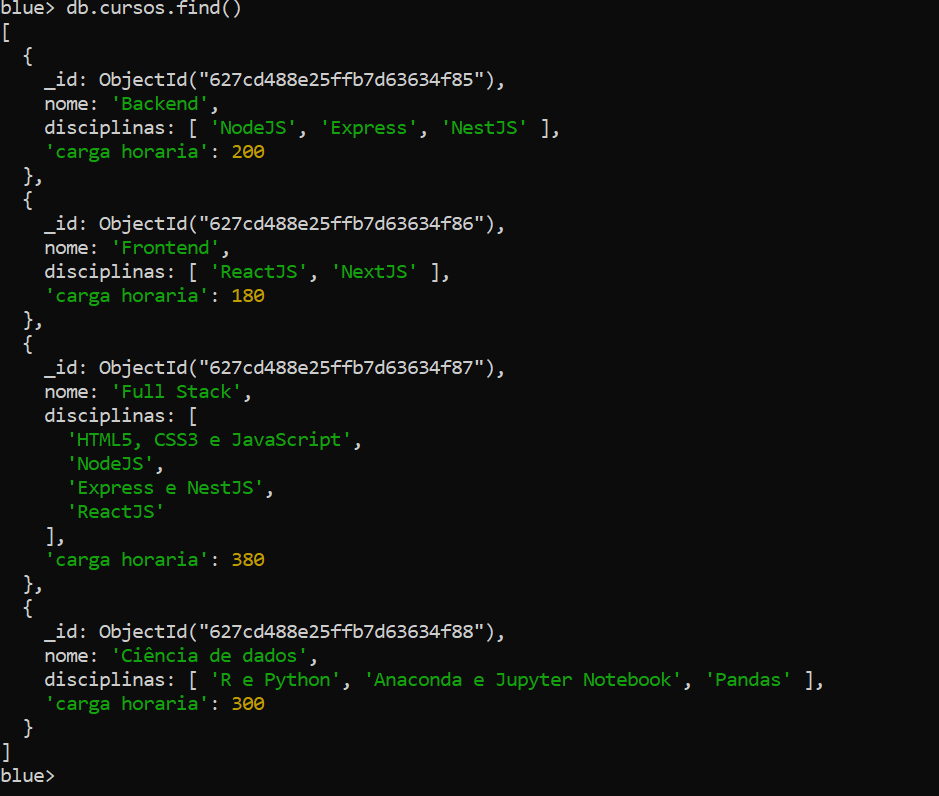 blue> db.cursos.find()
[
  {
    _id: ObjectId("627cd488e25ffb7d63634f85"),
    nome: 'Backend',
    disciplinas: [ 'NodeJS', 'Express', 'NestJS' ],
    'carga horaria': 200
  },
  {
    _id: ObjectId("627cd488e25ffb7d63634f86"),
    nome: 'Frontend',
    disciplinas: [ 'ReactJS', 'NextJS' ],
    'carga horaria': 180
  },
  {
    _id: ObjectId("627cd488e25ffb7d63634f87"),
    nome: 'Full Stack',
    disciplinas: [
      'HTML5, CSS3 e JavaScript',
      'NodeJS',
      'Express e NestJS',
      'ReactJS'
    ],
    'carga horaria': 380
  },
  {
    _id: ObjectId("627cd488e25ffb7d63634f88"),
    nome: 'Ciência de dados',
    disciplinas: [ 'R e Python', 'Anaconda e Jupyter Notebook', 'Pandas' ],
    'carga horaria': 300
  }
]
blue>